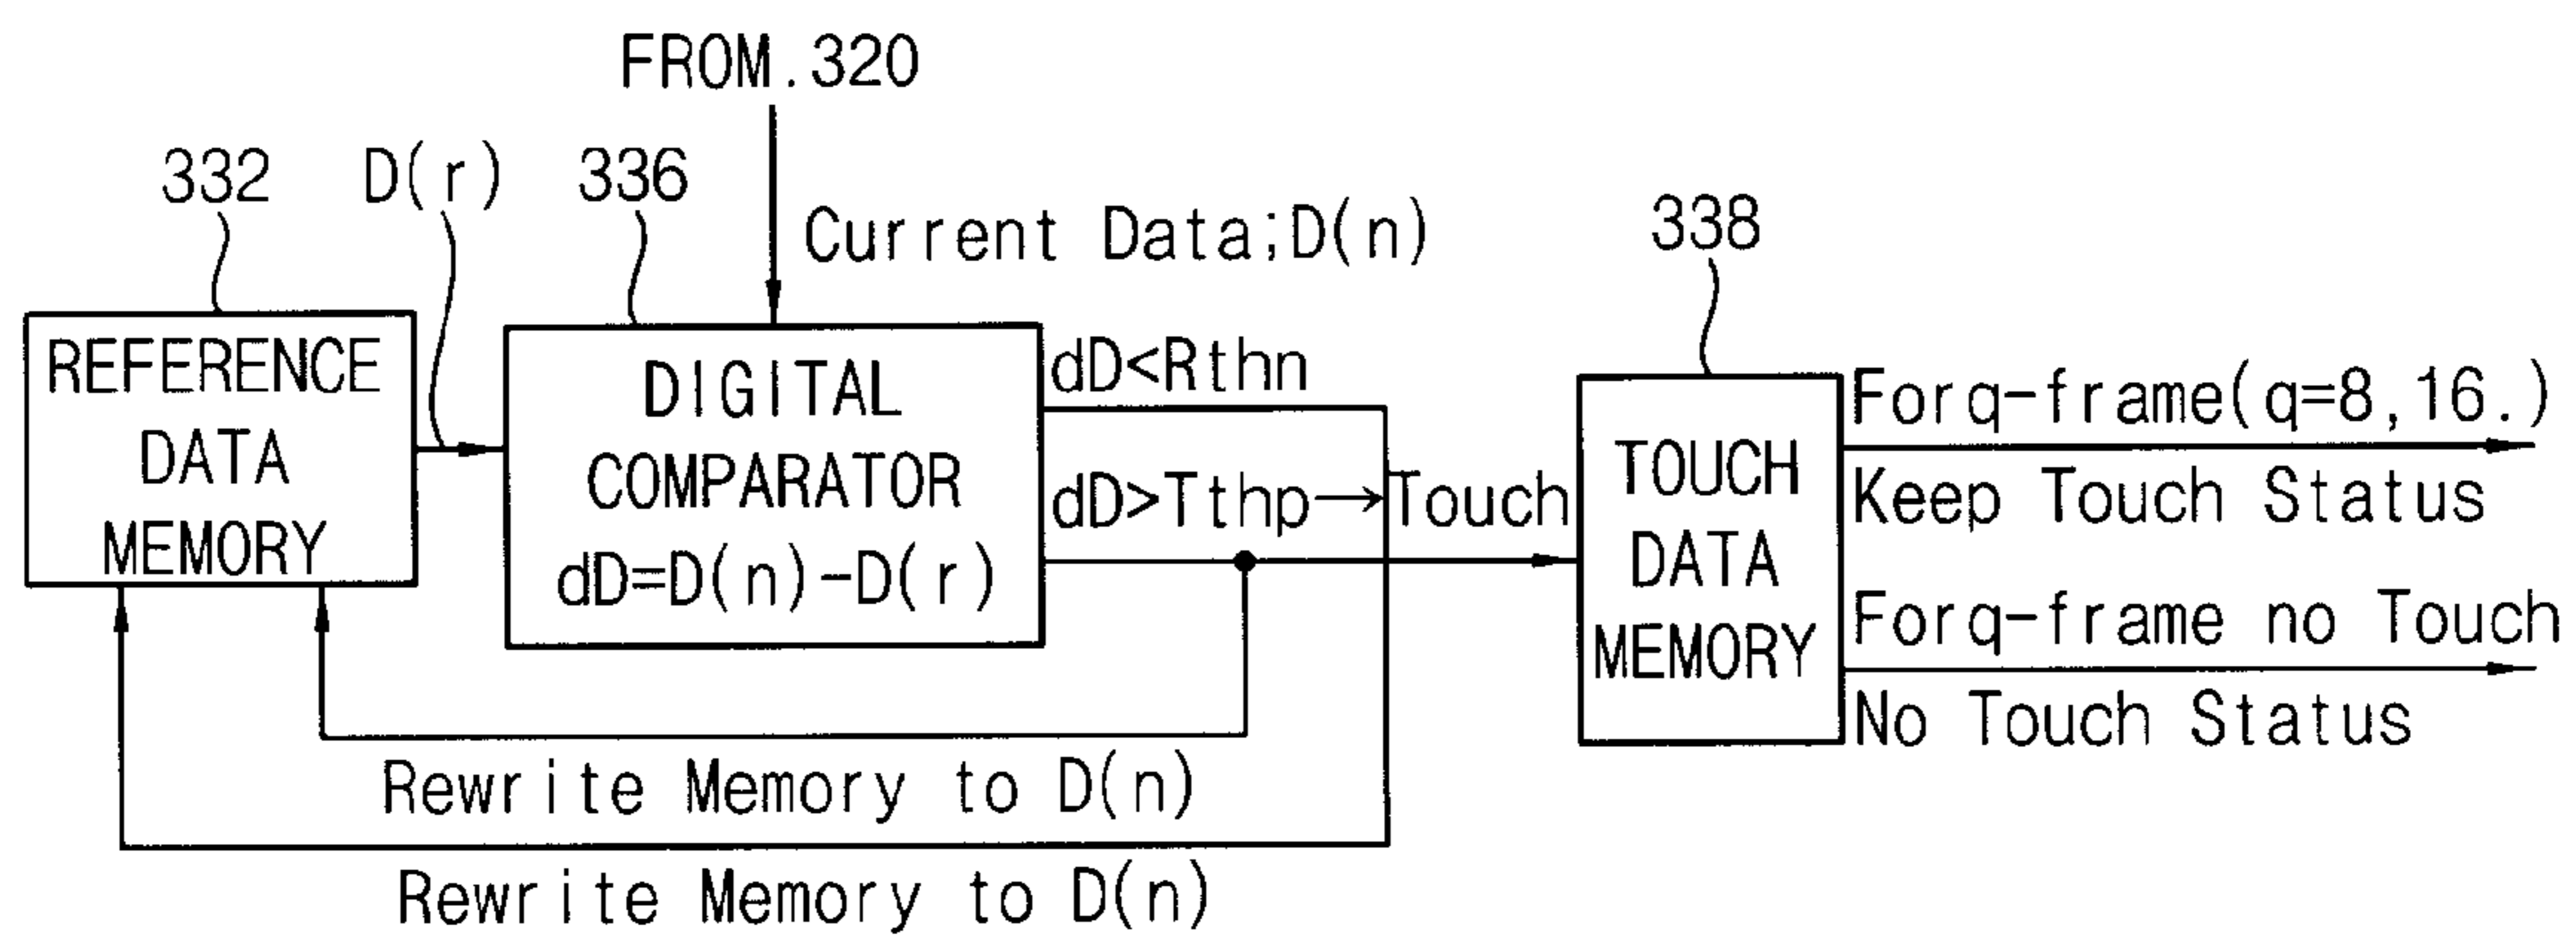 FROM.320
332
D(r)
336
Current Data;D(n)
338
REFERENCE
DATA
MEMORY
DIGITAL
COMPARATOR
dD=D(n)-D(r)
dD<Rthn
dD>Tthp→Touch
TOUCH
DATA
MEMORY
Forq-frame(q=8,16.)
Keep Touch Status
Forq-frame no Touch
No Touch Status
Rewrite Memory to D(n)
Rewrite Memory to D(n)